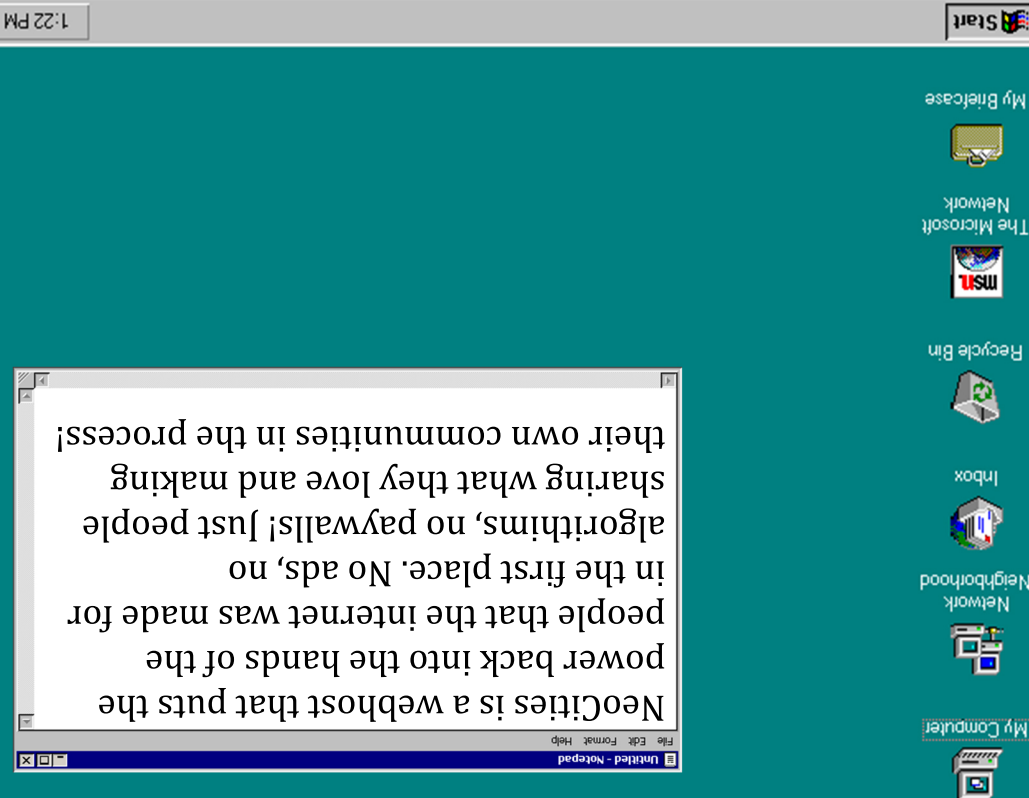 My Computer
Network
Neighborhood
Inbox
Recycle Bin
msn.
The Microsoft
Network
My Briefcase
Untitled - Notepad
File Edit Format Help
NeoCities is a webhost that puts the
power back into the hands of the
people that the internet was made for
in the first place. No ads, no
algorithims, no paywalls! Just people
sharing what they love and making
their own communities in the process!
Start
1:22 PM